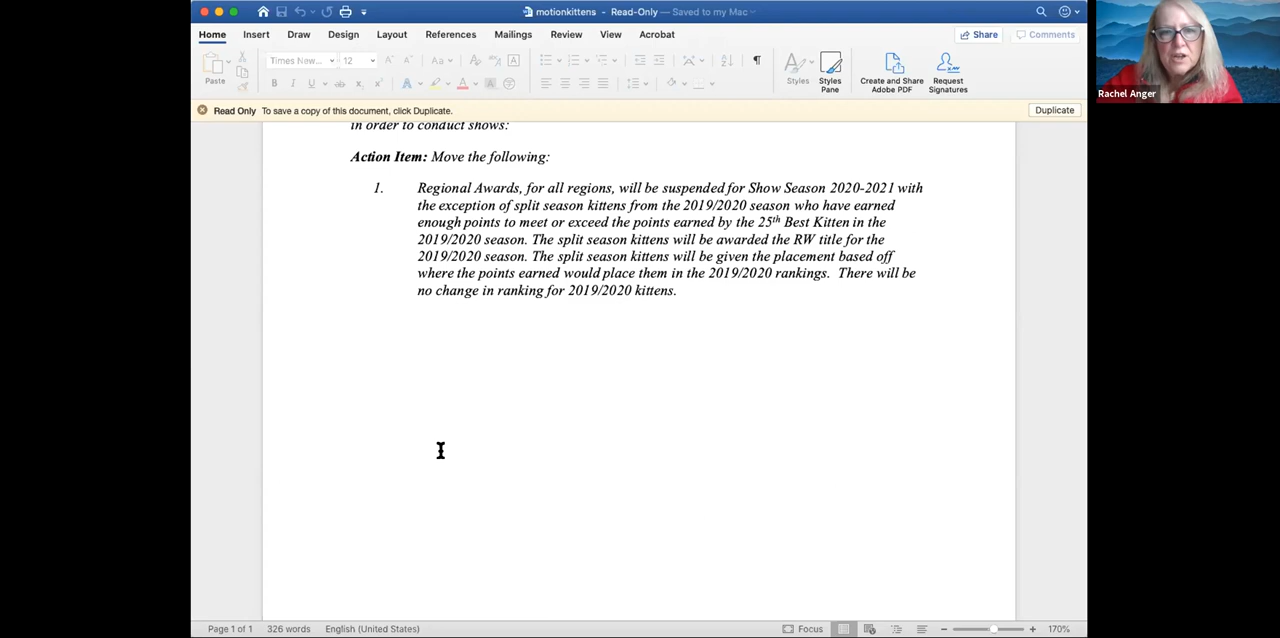 motionkittens - Read-Only — Saved to my Mac
Home Insert Draw Design Layout References Mailings Review View Acrobat Share Comments
Times New... 12
Paste Styles Styles Pane Create and Share Adobe PDF Request Signatures
Read Only To save a copy of this document, click Duplicate. Duplicate
Rachel Anger
in order to conduct shows:
Action Item: Move the following:
1. Regional Awards, for all regions, will be suspended for Show Season 2020-2021 with
the exception of split season kittens from the 2019/2020 season who have earned
enough points to meet or exceed the points earned by the 25th Best Kitten in the
2019/2020 season. The split season kittens will be awarded the RW title for the
2019/2020 season. The split season kittens will be given the placement based off
where the points earned would place them in the 2019/2020 rankings. There will be
no change in ranking for 2019/2020 kittens.
Page 1 of 1 326 words English (United States) Focus 170%